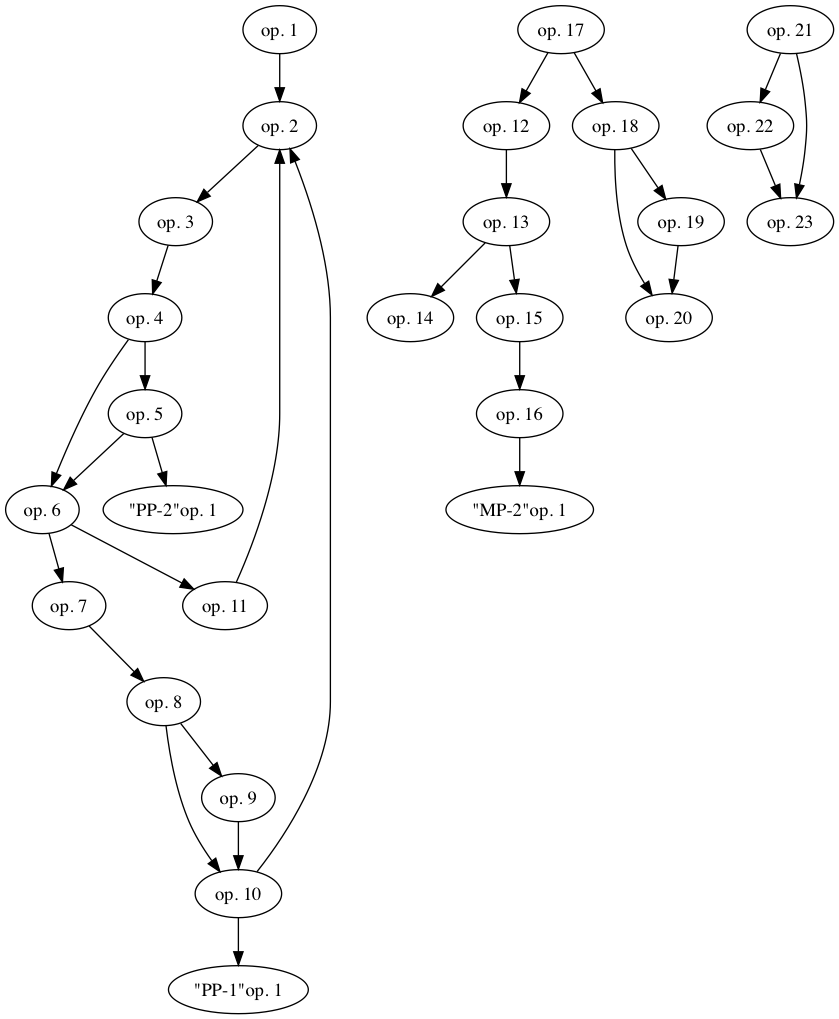 op. 1
op. 17
op. 21
op. 2
op. 12
op. 18
op. 22
op. 3
op. 13
op. 19
op. 23
op. 4
op. 14
op. 15
op. 20
op. 5
op. 16
op. 6
"PP-2"op. 1
"MP-2"op. 1
op. 7
op. 11
op. 8
op. 9
op. 10
"PP-1"op. 1